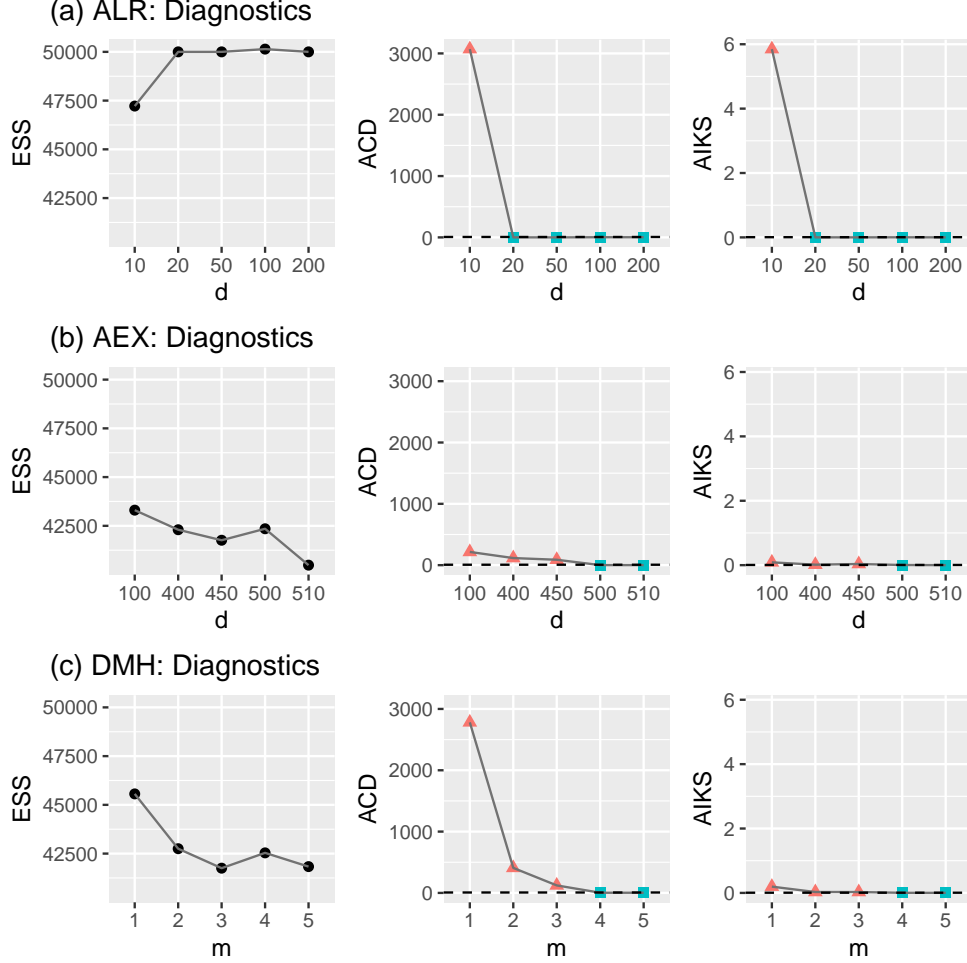 (a) ALR: Diagnostics
ESS
50000
47500
45000
42500
10 20 50 100 200
d
ACD
3000
2000
1000
0
10 20 50 100 200
d
AIKS
6
4
2
0
10 20 50 100 200
d
(b) AEX: Diagnostics
ESS
50000
47500
45000
42500
100 400 450 500 510
d
ACD
3000
2000
1000
0
100 400 450 500 510
d
AIKS
6
4
2
0
100 400 450 500 510
d
(c) DMH: Diagnostics
ESS
50000
47500
45000
42500
1 2 3 4 5
m
ACD
3000
2000
1000
0
1 2 3 4 5
m
AIKS
6
4
2
0
1 2 3 4 5
m